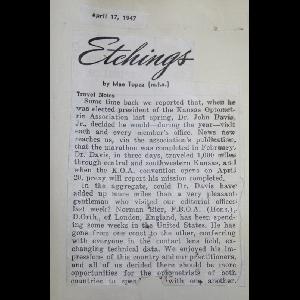 April 17, 1947
Etchings
by Mae Topaz (m.t.s.)
Travel Notes
Some time back we reported that, when he
was elected president of the Kansas Optomet-
ric Association last spring, Dr. John Davis,
Jr., decided he would—during the year—visit
each and every member's office. News now
reaches us, via the association's publication,
that the marathon was completed in February.
Dr. Davis, in three days, traveled 1,000 miles
through central and southwestern Kansas, and
when the K.O.A. convention opens on April
20, proxy will report his mission completed.
In the aggregate, could Dr. Davis have
added up more miles than a very pleasant
gentleman who visited our editorial offices
last week? Norman Bier, F.B.O.A. (Hons.),
D.Orth., of London, England, has been spend-
ing some weeks in the United States. He has
gone from one coast to the other, conferring
with everyone in the contact lens field, ex-
changing technical data. We enjoyed his im-
pressions of this country and our practitioners,
and all of us decided there should be more
opportunities for the optometrists of both
countries to with one another.